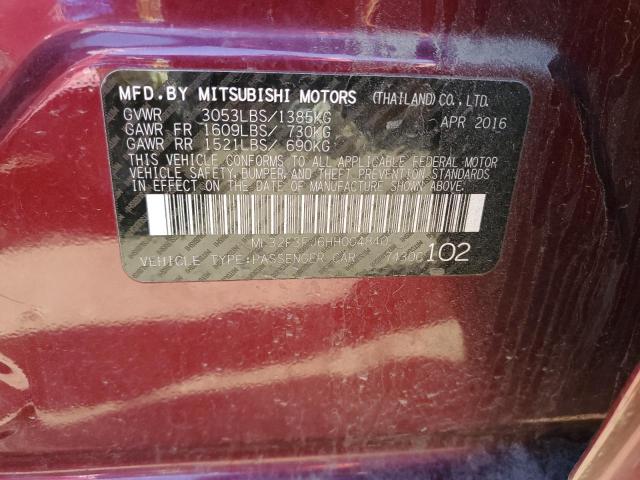 MFD.BY MITSUBISHI MOTORS (THAILAND) CO., LTD.
GVWR 3053LBS/1385KG APR 2016
GAWR FR 1609LBS/ 730KG
GAWR RR 1521LBS/ 690KG
THIS VEHICLE CONFORMS TO ALL APPLICABLE FEDERAL MOTOR
VEHICLE SAFETY, BUMPER, AND THEFT PREVENTION STANDARDS
IN EFFECT ON THE DATE OF MANUFACTURE SHOWN ABOVE.
VEHICLE TYPE:PASSENGER CAR 102